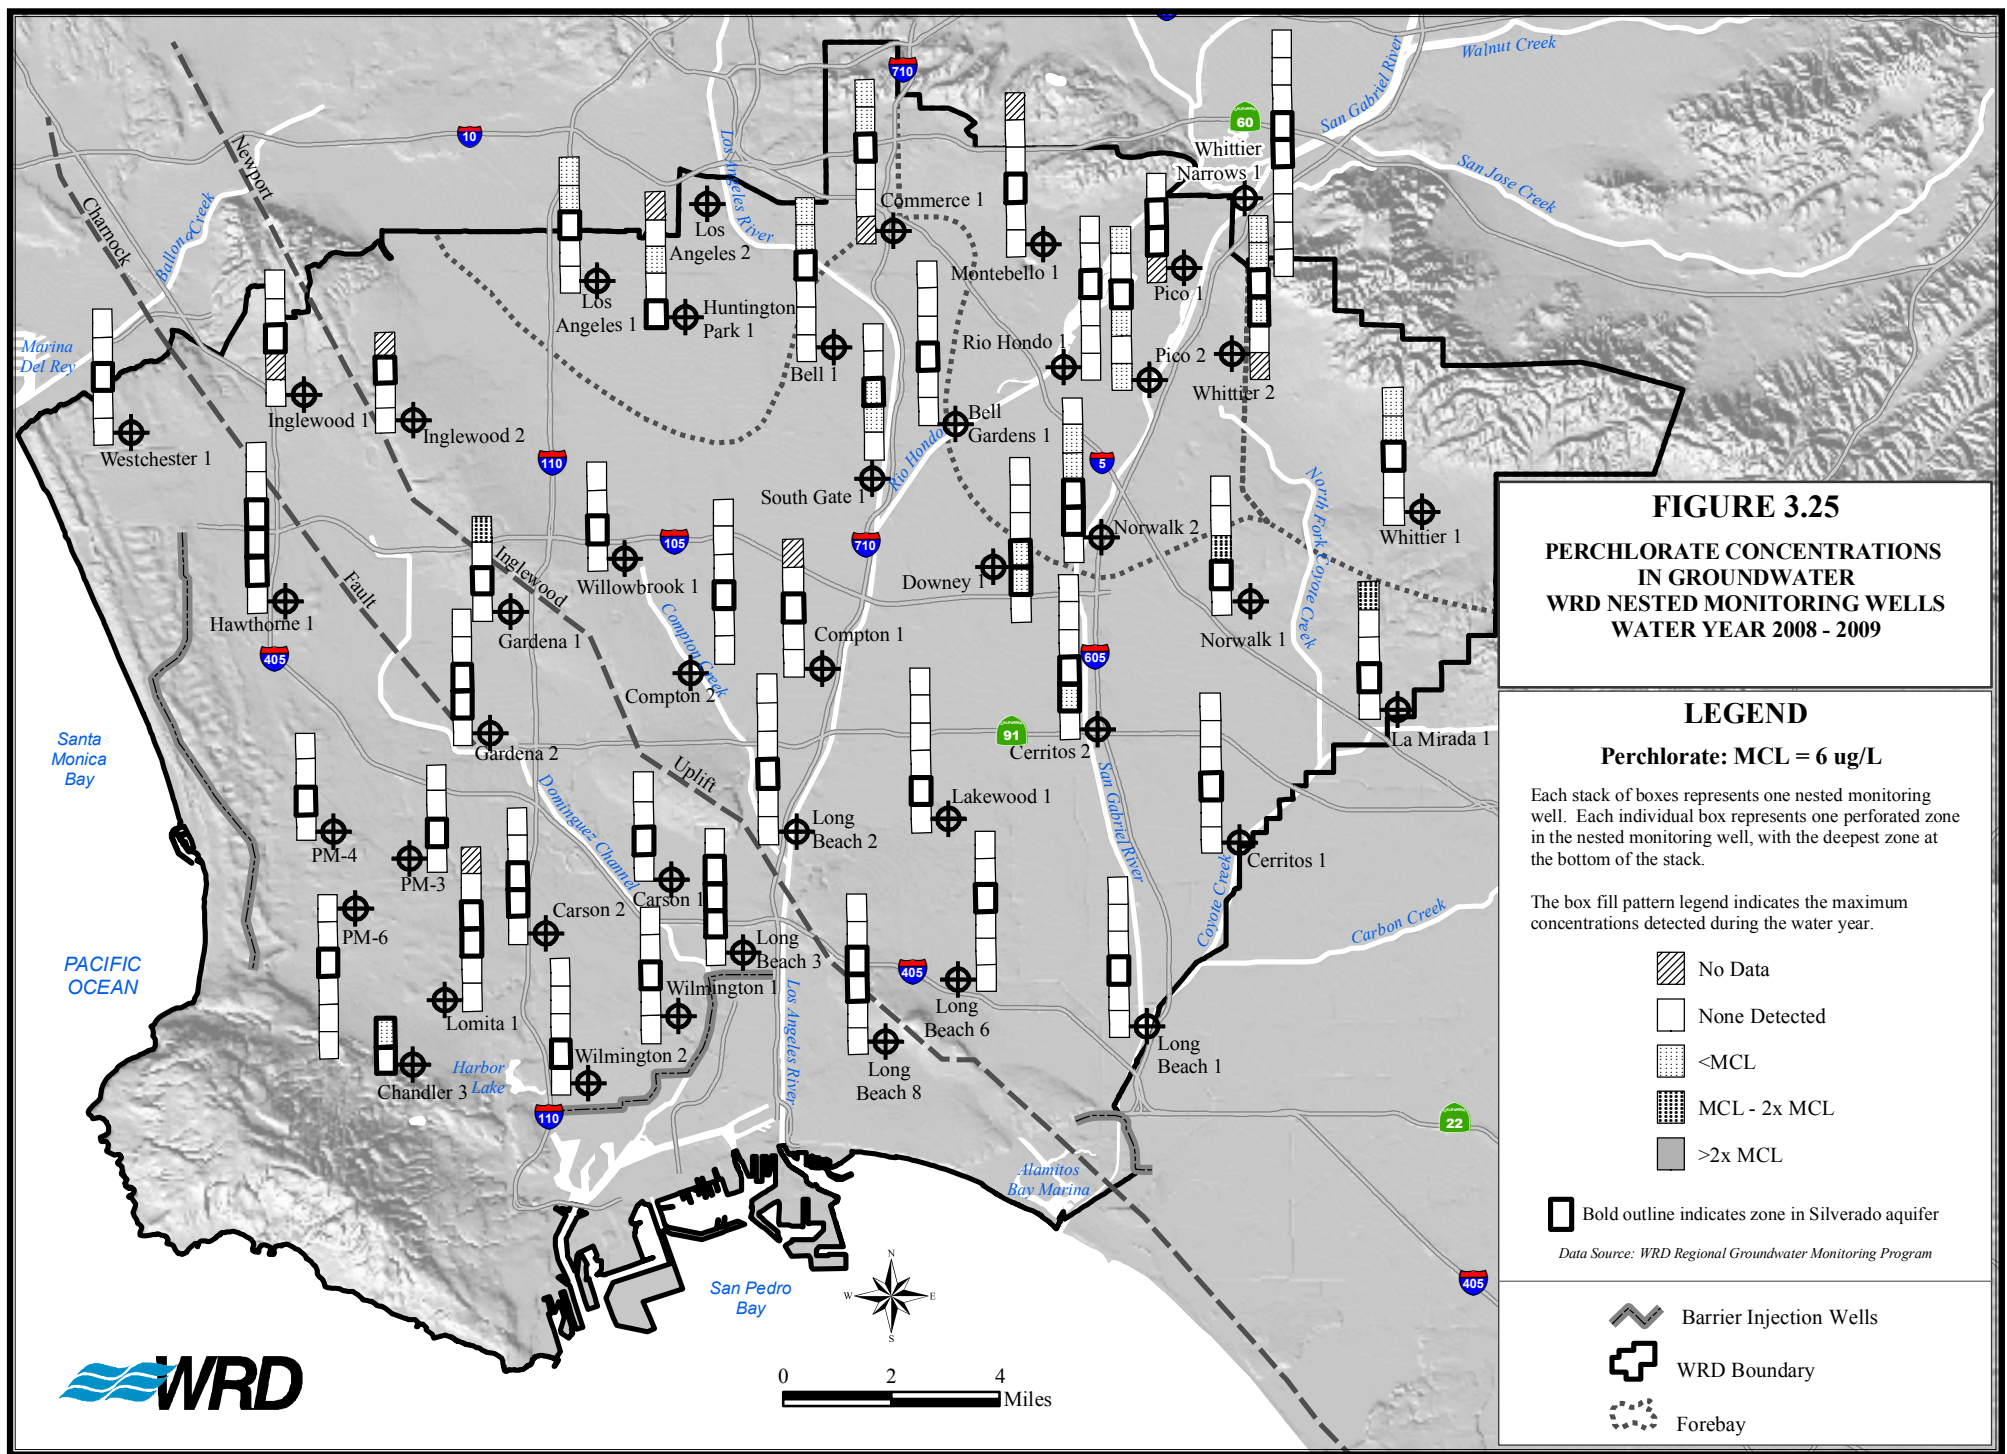 710
Walnut Creek
San Gabriel River
60
Whittier
Narrows 1
10
Newport
Los Angeles River
San Jose Creek
Commerce 1
Charnock
Ballona Creek
Los
Angeles 2
Montebello 1
Pico 1
Los
Angeles 1
Huntington
Park 1
Marina
Del Rey
Rio Hondo 1
Pico 2
Bell 1
Whittier 2
Inglewood 1
Inglewood 2
Bell
Gardens 1
Westchester 1
110
Rio Hondo
5
South Gate 1
North Fork Coyote Creek
Whittier 1
Norwalk 2
105
710
Inglewood
Willowbrook 1
Downey 1
Fault
Hawthorne 1
Gardena 1
Compton Creek
Compton 1
Norwalk 1
405
605
Compton 2
La Mirada 1
91
Cerritos 2
Gardena 2
Santa
Monica
Bay
Uplift
San Gabriel River
Dominguez Channel
Lakewood 1
Long
Beach 2
PM-4
PM-3
Cerritos 1
Carson 1
Carson 2
Coyote Creek
Carbon Creek
PM-6
Long
Beach 3
PACIFIC
OCEAN
405
Wilmington 1
Los Angeles River
Long
Beach 6
Lomita 1
Long
Beach 1
Wilmington 2
Harbor
Lake
Chandler 3
Long
Beach 8
110
22
Alamitos
Bay Marina
San Pedro
Bay
405
N
W
E
S
0 2 4
Miles
WRD
FIGURE 3.25
PERCHLORATE CONCENTRATIONS
IN GROUNDWATER
WRD NESTED MONITORING WELLS
WATER YEAR 2008 - 2009
LEGEND
Perchlorate: MCL = 6 ug/L
Each stack of boxes represents one nested monitoring
well. Each individual box represents one perforated zone
in the nested monitoring well, with the deepest zone at
the bottom of the stack.
The box fill pattern legend indicates the maximum
concentrations detected during the water year.
No Data
None Detected
<MCL
MCL - 2x MCL
>2x MCL
Bold outline indicates zone in Silverado aquifer
Data Source: WRD Regional Groundwater Monitoring Program
Barrier Injection Wells
WRD Boundary
Forebay